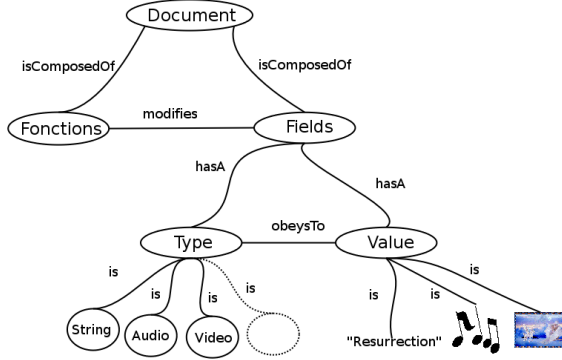 Document
isComposedOf
isComposedOf
Fonctions
modifies
Fields
hasA
hasA
Type
obeysTo
Value
is
is
is
is
is
is
is
String
Audio
Video
"Resurrection"